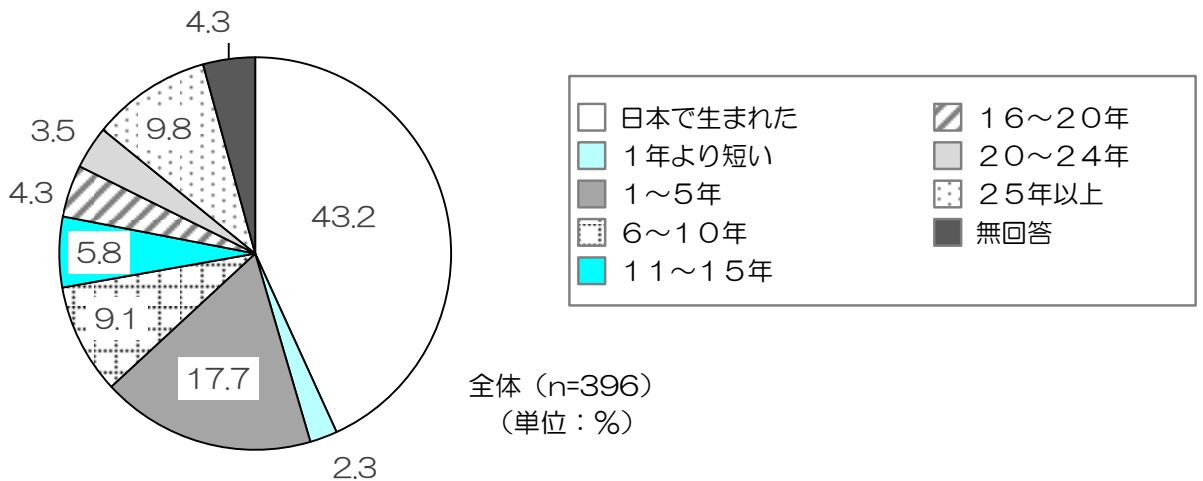 4.3
3.5
9.8
4.3
43.2
5.8
9.1
17.7
2.3
日本で生まれた
１年より短い
１～５年
６～１０年
１１～１５年
１６～２０年
２０～２４年
２５年以上
無回答
全体（n=396）
（単位：％）